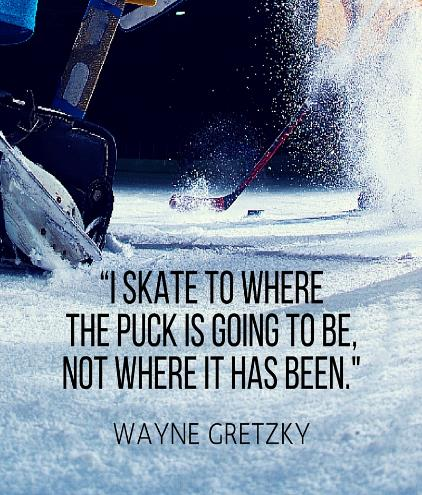 “I SKATE TO WHERE
THE PUCK IS GOING TO BE,
NOT WHERE IT HAS BEEN."
WAYNE GRETZKY